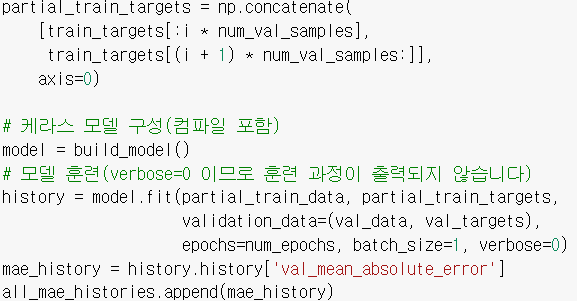 partial_train_targets = np.concatenate(
    [train_targets[:i * num_val_samples],
     train_targets[(i + 1) * num_val_samples:]],
    axis=0)

# 케라스 모델 구성(컴파일 포함)
model = build_model()
# 모델 훈련(verbose=0 이므로 훈련 과정이 출력되지 않습니다)
history = model.fit(partial_train_data, partial_train_targets,
                    validation_data=(val_data, val_targets),
                    epochs=num_epochs, batch_size=1, verbose=0)
mae_history = history.history['val_mean_absolute_error']
all_mae_histories.append(mae_history)